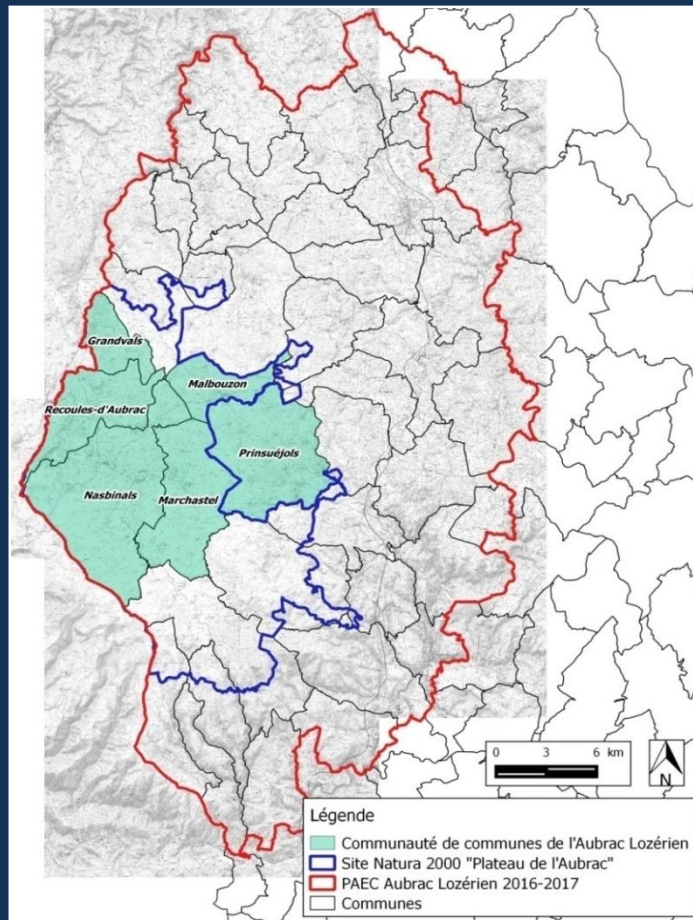 Grandvals
Malbouzon
Recoules-d'Aubrac
Prinsuéjols
Nasbinals
Marchastel
0 3 6 km
N
Légende
Communauté de communes de l'Aubrac Lozérien
Site Natura 2000 "Plateau de l'Aubrac"
PAEC Aubrac Lozérien 2016-2017
Communes